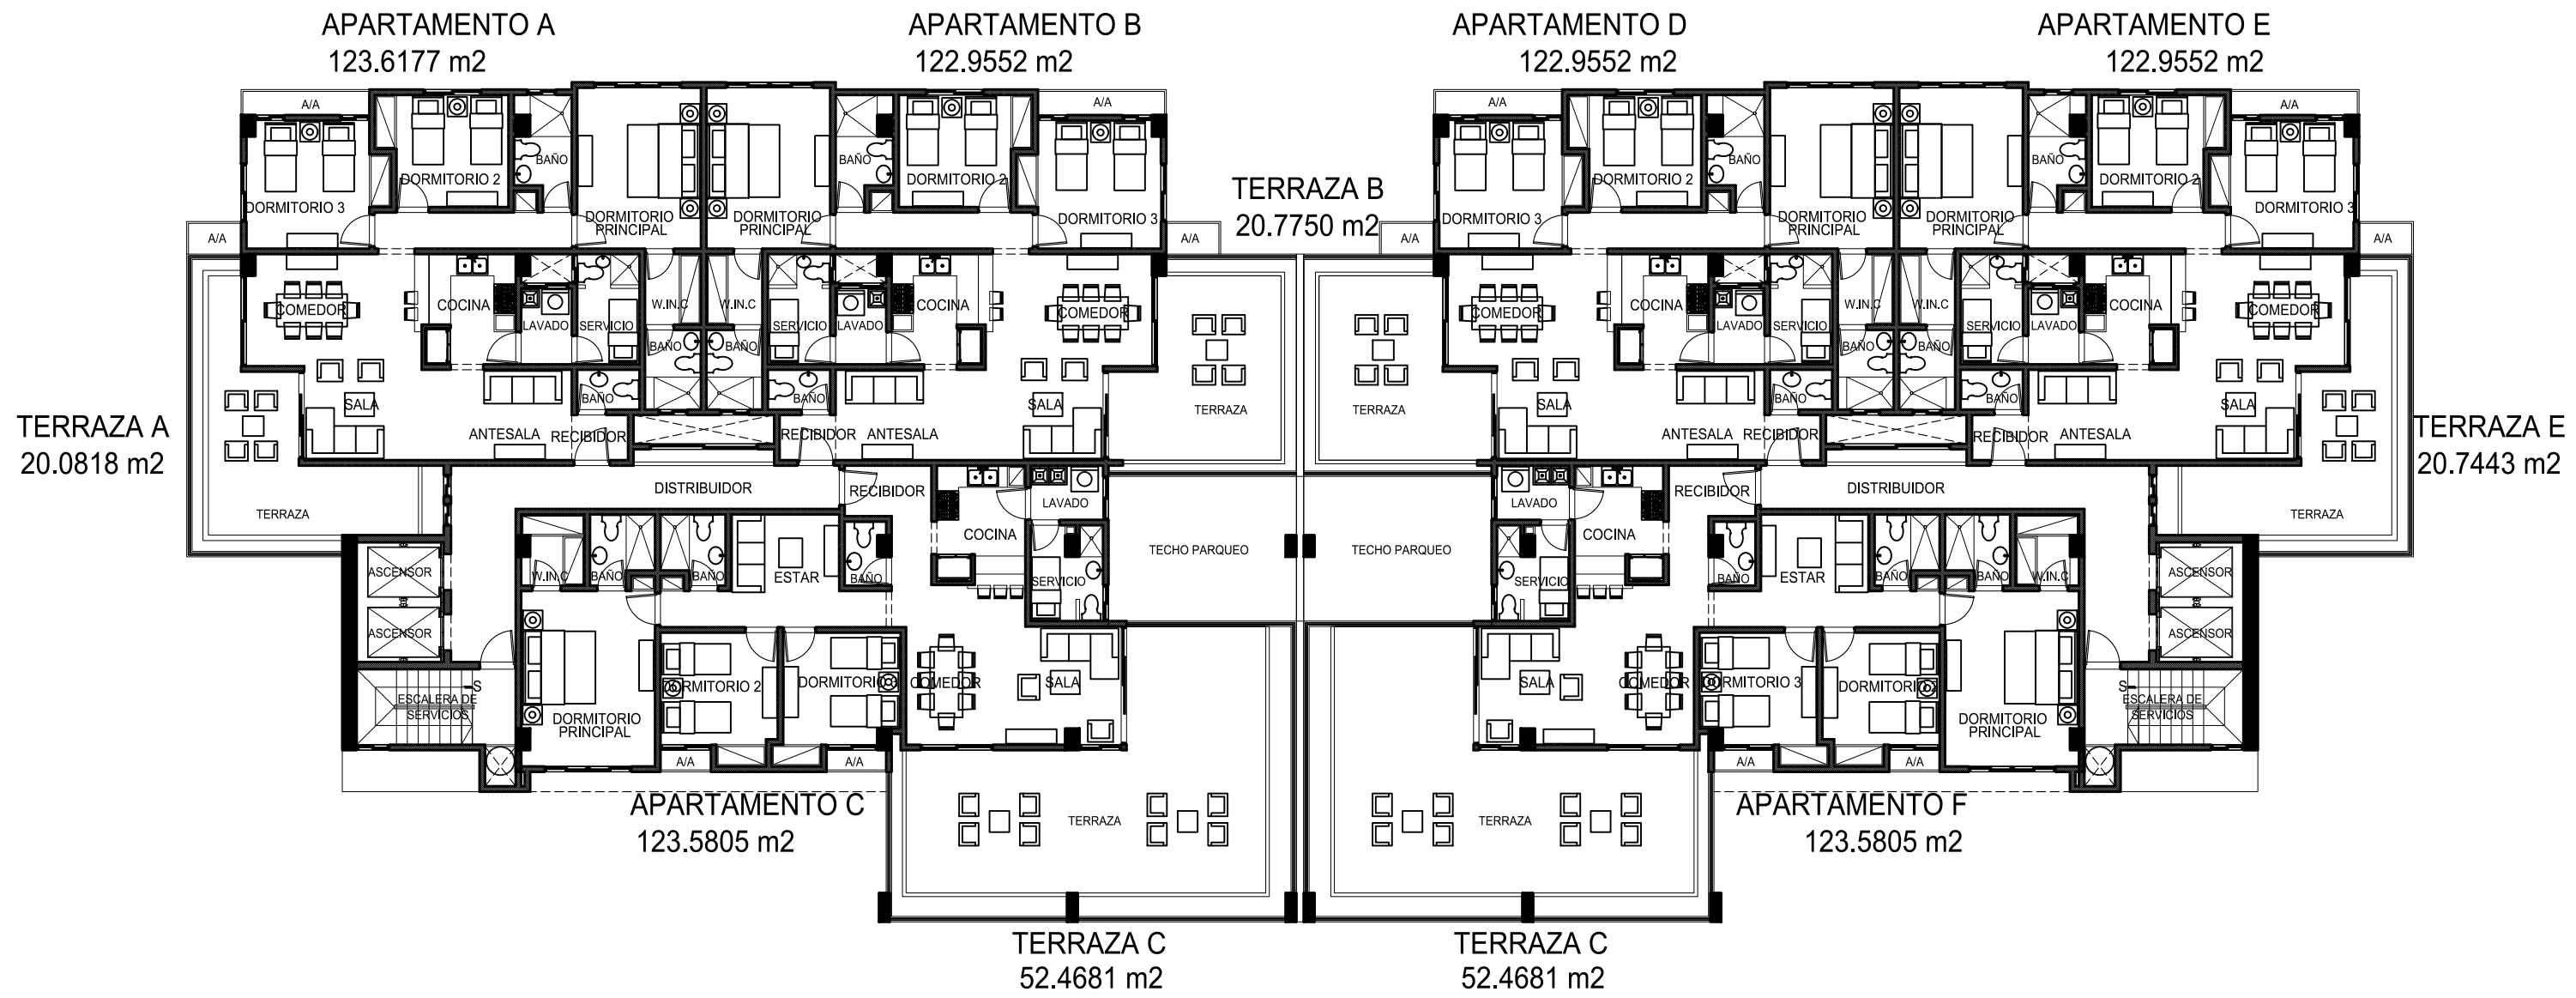 APARTAMENTO A
123.6177 m2
APARTAMENTO B
122.9552 m2
APARTAMENTO D
122.9552 m2
APARTAMENTO E
122.9552 m2
A/A
A/A
A/A
A/A
BAÑO
BAÑO
BAÑO
BAÑO
DORMITORIO 2
DORMITORIO 2
DORMITORIO 2
DORMITORIO 2
DORMITORIO 3
DORMITORIO
PRINCIPAL
DORMITORIO
PRINCIPAL
DORMITORIO 3
TERRAZA B
20.7750 m2
DORMITORIO 3
DORMITORIO
PRINCIPAL
DORMITORIO
PRINCIPAL
DORMITORIO 3
A/A
A/A
A/A
A/A
COMEDOR
COCINA
LAVADO
SERVICIO
W.IN.C
W.IN.C
SERVICIO
LAVADO
COCINA
COMEDOR
COMEDOR
COCINA
LAVADO
SERVICIO
W.IN.C
W.IN.C
SERVICIO
LAVADO
COCINA
COMEDOR
BAÑO
BAÑO
BAÑO
BAÑO
SALA
BAÑO
BAÑO
SALA
TERRAZA
TERRAZA
SALA
BAÑO
BAÑO
SALA
TERRAZA A
20.0818 m2
ANTESALA
RECIBIDOR
RECIBIDOR
ANTESALA
ANTESALA
RECIBIDOR
RECIBIDOR
ANTESALA
TERRAZA E
20.7443 m2
TERRAZA
DISTRIBUIDOR
RECIBIDOR
LAVADO
LAVADO
RECIBIDOR
DISTRIBUIDOR
TERRAZA
COCINA
TECHO PARQUEO
TECHO PARQUEO
COCINA
ASCENSOR
W.IN.C
BAÑO
BAÑO
ESTAR
BAÑO
SERVICIO
SERVICIO
BAÑO
ESTAR
BAÑO
BAÑO
W.IN.C
ASCENSOR
ASCENSOR
ASCENSOR
S
ESCALERA DE
SERVICIOS
DORMITORIO
PRINCIPAL
DORMITORIO 2
DORMITORIO 3
COMEDOR
SALA
SALA
COMEDOR
DORMITORIO 3
DORMITORIO 2
DORMITORIO
PRINCIPAL
S
ESCALERA DE
SERVICIOS
A/A
A/A
A/A
A/A
APARTAMENTO C
123.5805 m2
TERRAZA
TERRAZA
APARTAMENTO F
123.5805 m2
TERRAZA C
52.4681 m2
TERRAZA C
52.4681 m2